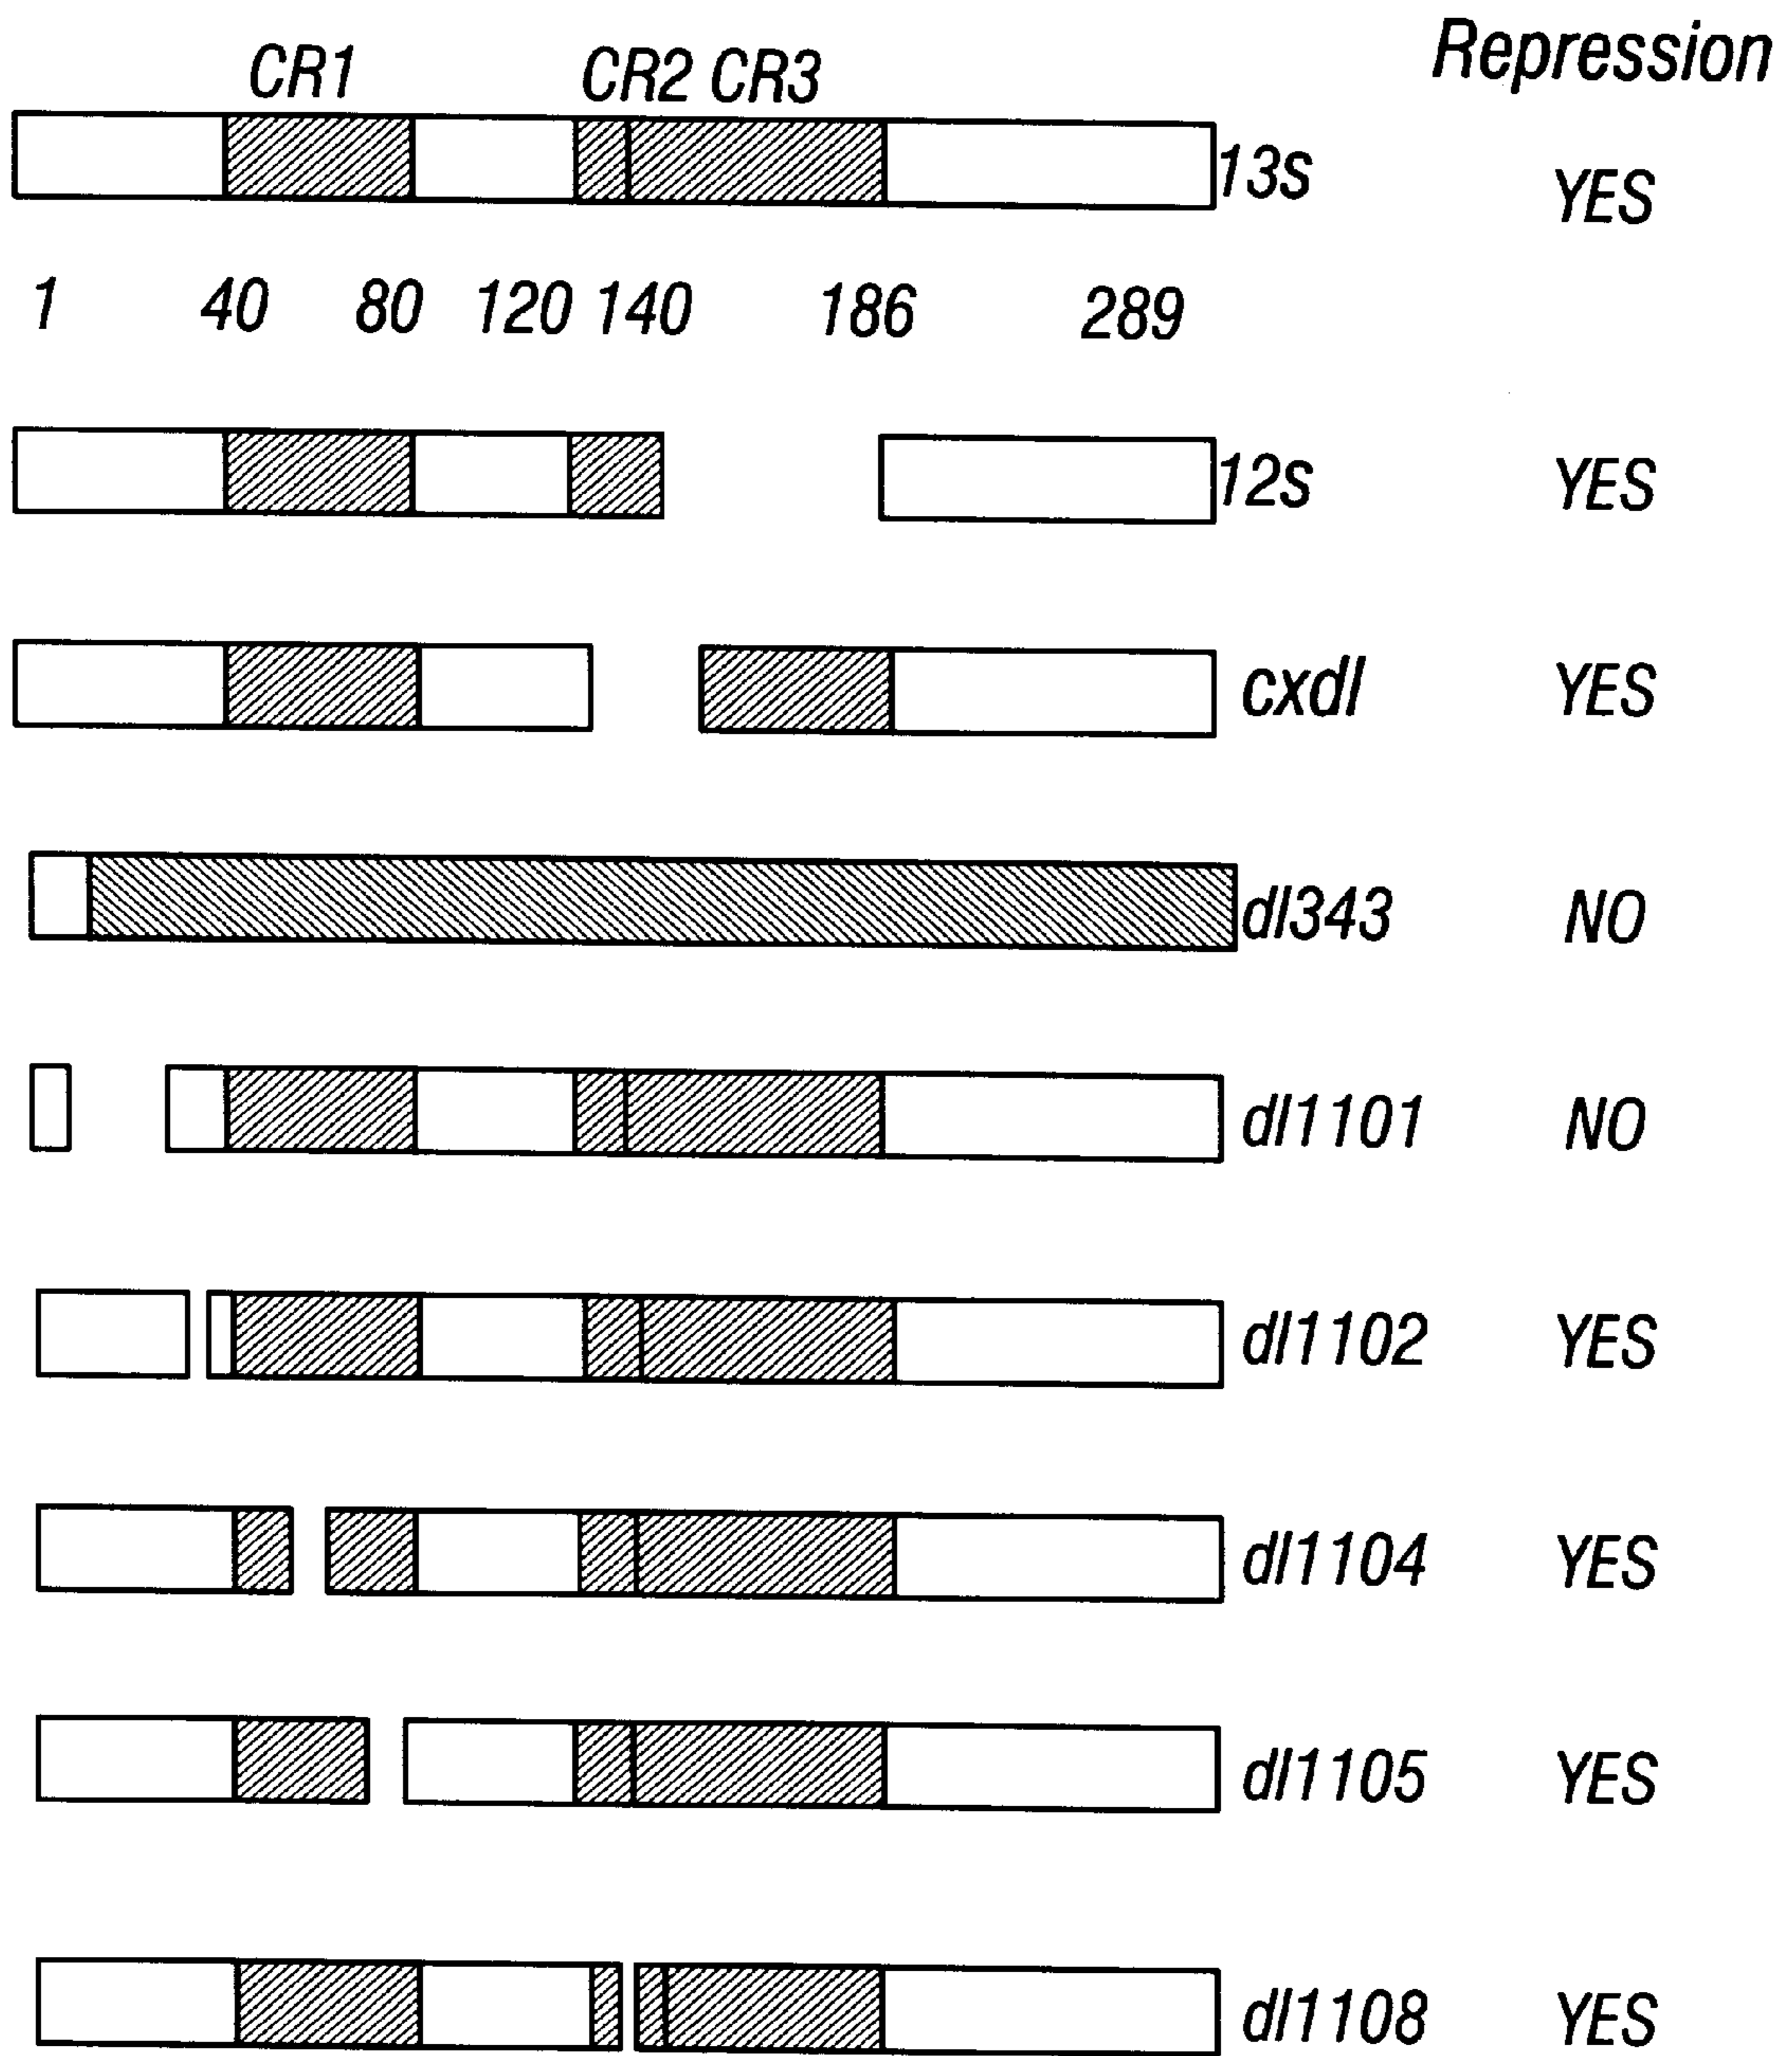 CR1 CR2 CR3 Repression
13s YES
1 40 80 120 140 186 289
12s YES
cxdl YES
dl343 NO
dl1101 NO
dl1102 YES
dl1104 YES
dl1105 YES
dl1108 YES